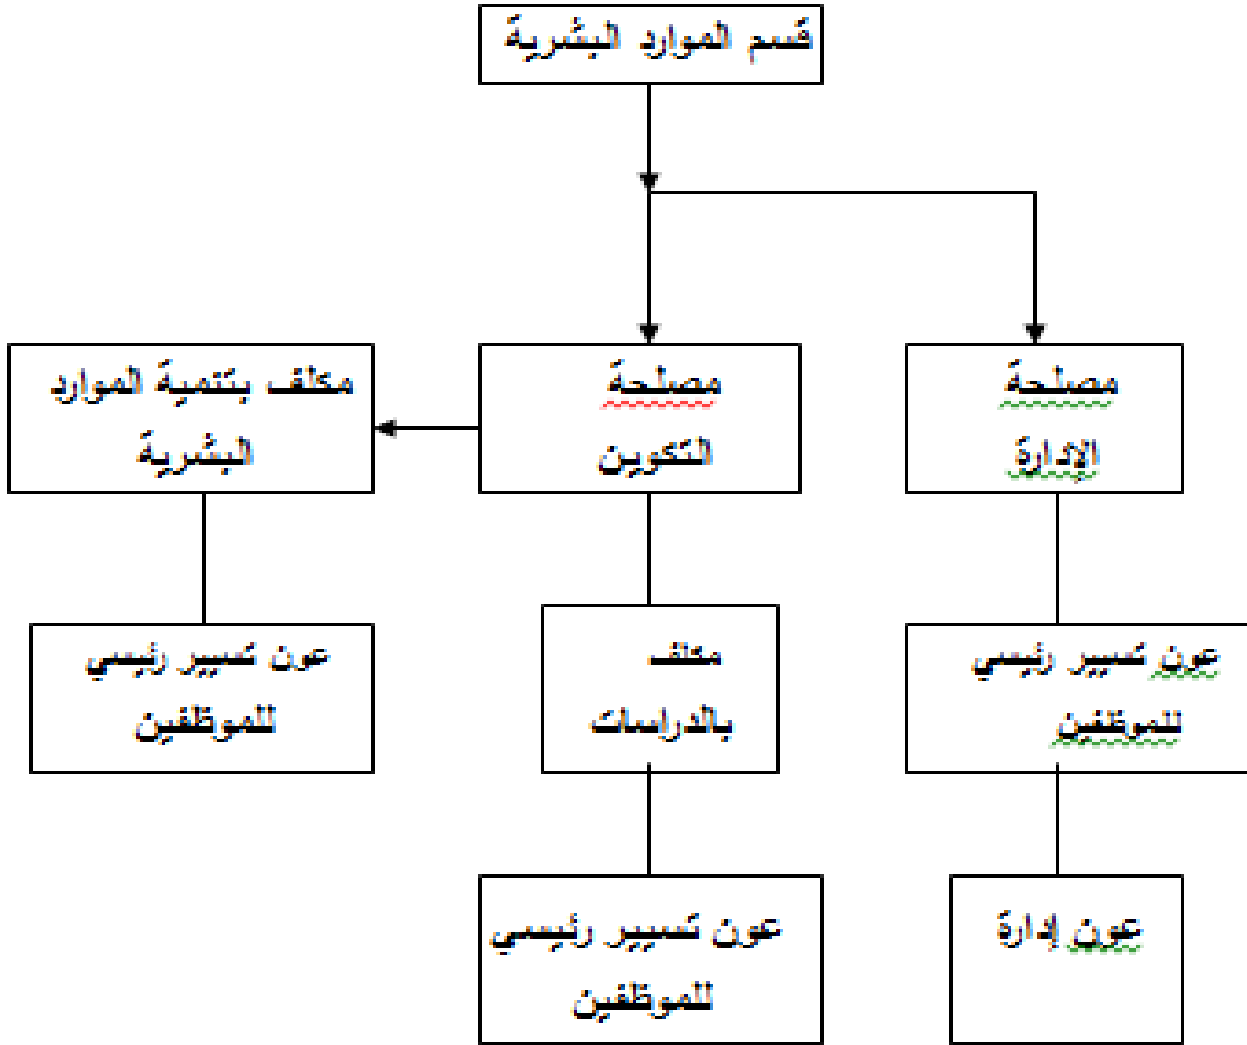 قسم الموارد البشرية
مصلحة
الإدارة
مصلحة
التكوين
مكلف بتنمية الموارد
البشرية
عون تسيير رئيسي
للموظفين
مكلف
بالدراسات
عون تسيير رئيسي
للموظفين
عون إدارة
عون تسيير رئيسي
للموظفين